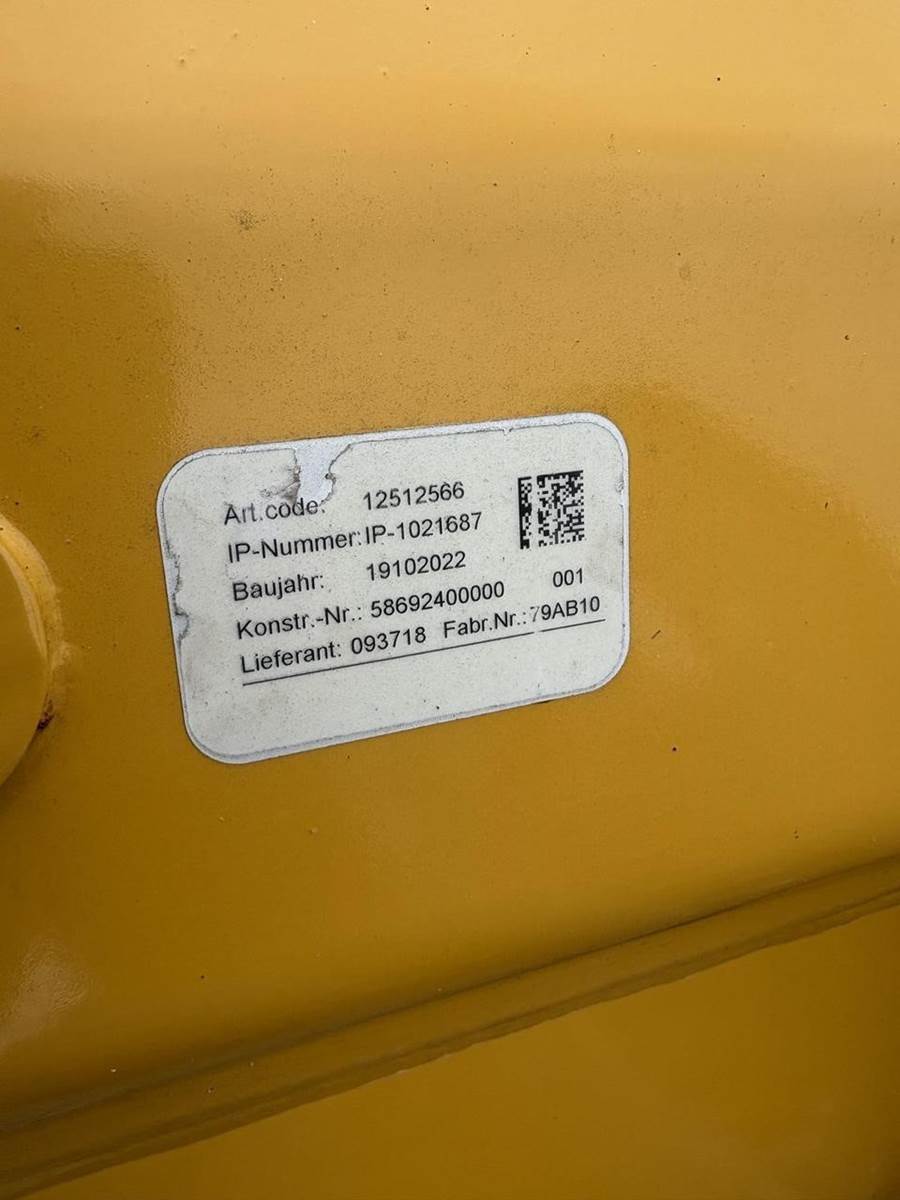 Art.code: 12512566
IP-Nummer: IP-1021687
Baujahr: 19102022
Konstr.-Nr.: 58692400000 001
Lieferant: 093718 Fabr.Nr.: 79AB10